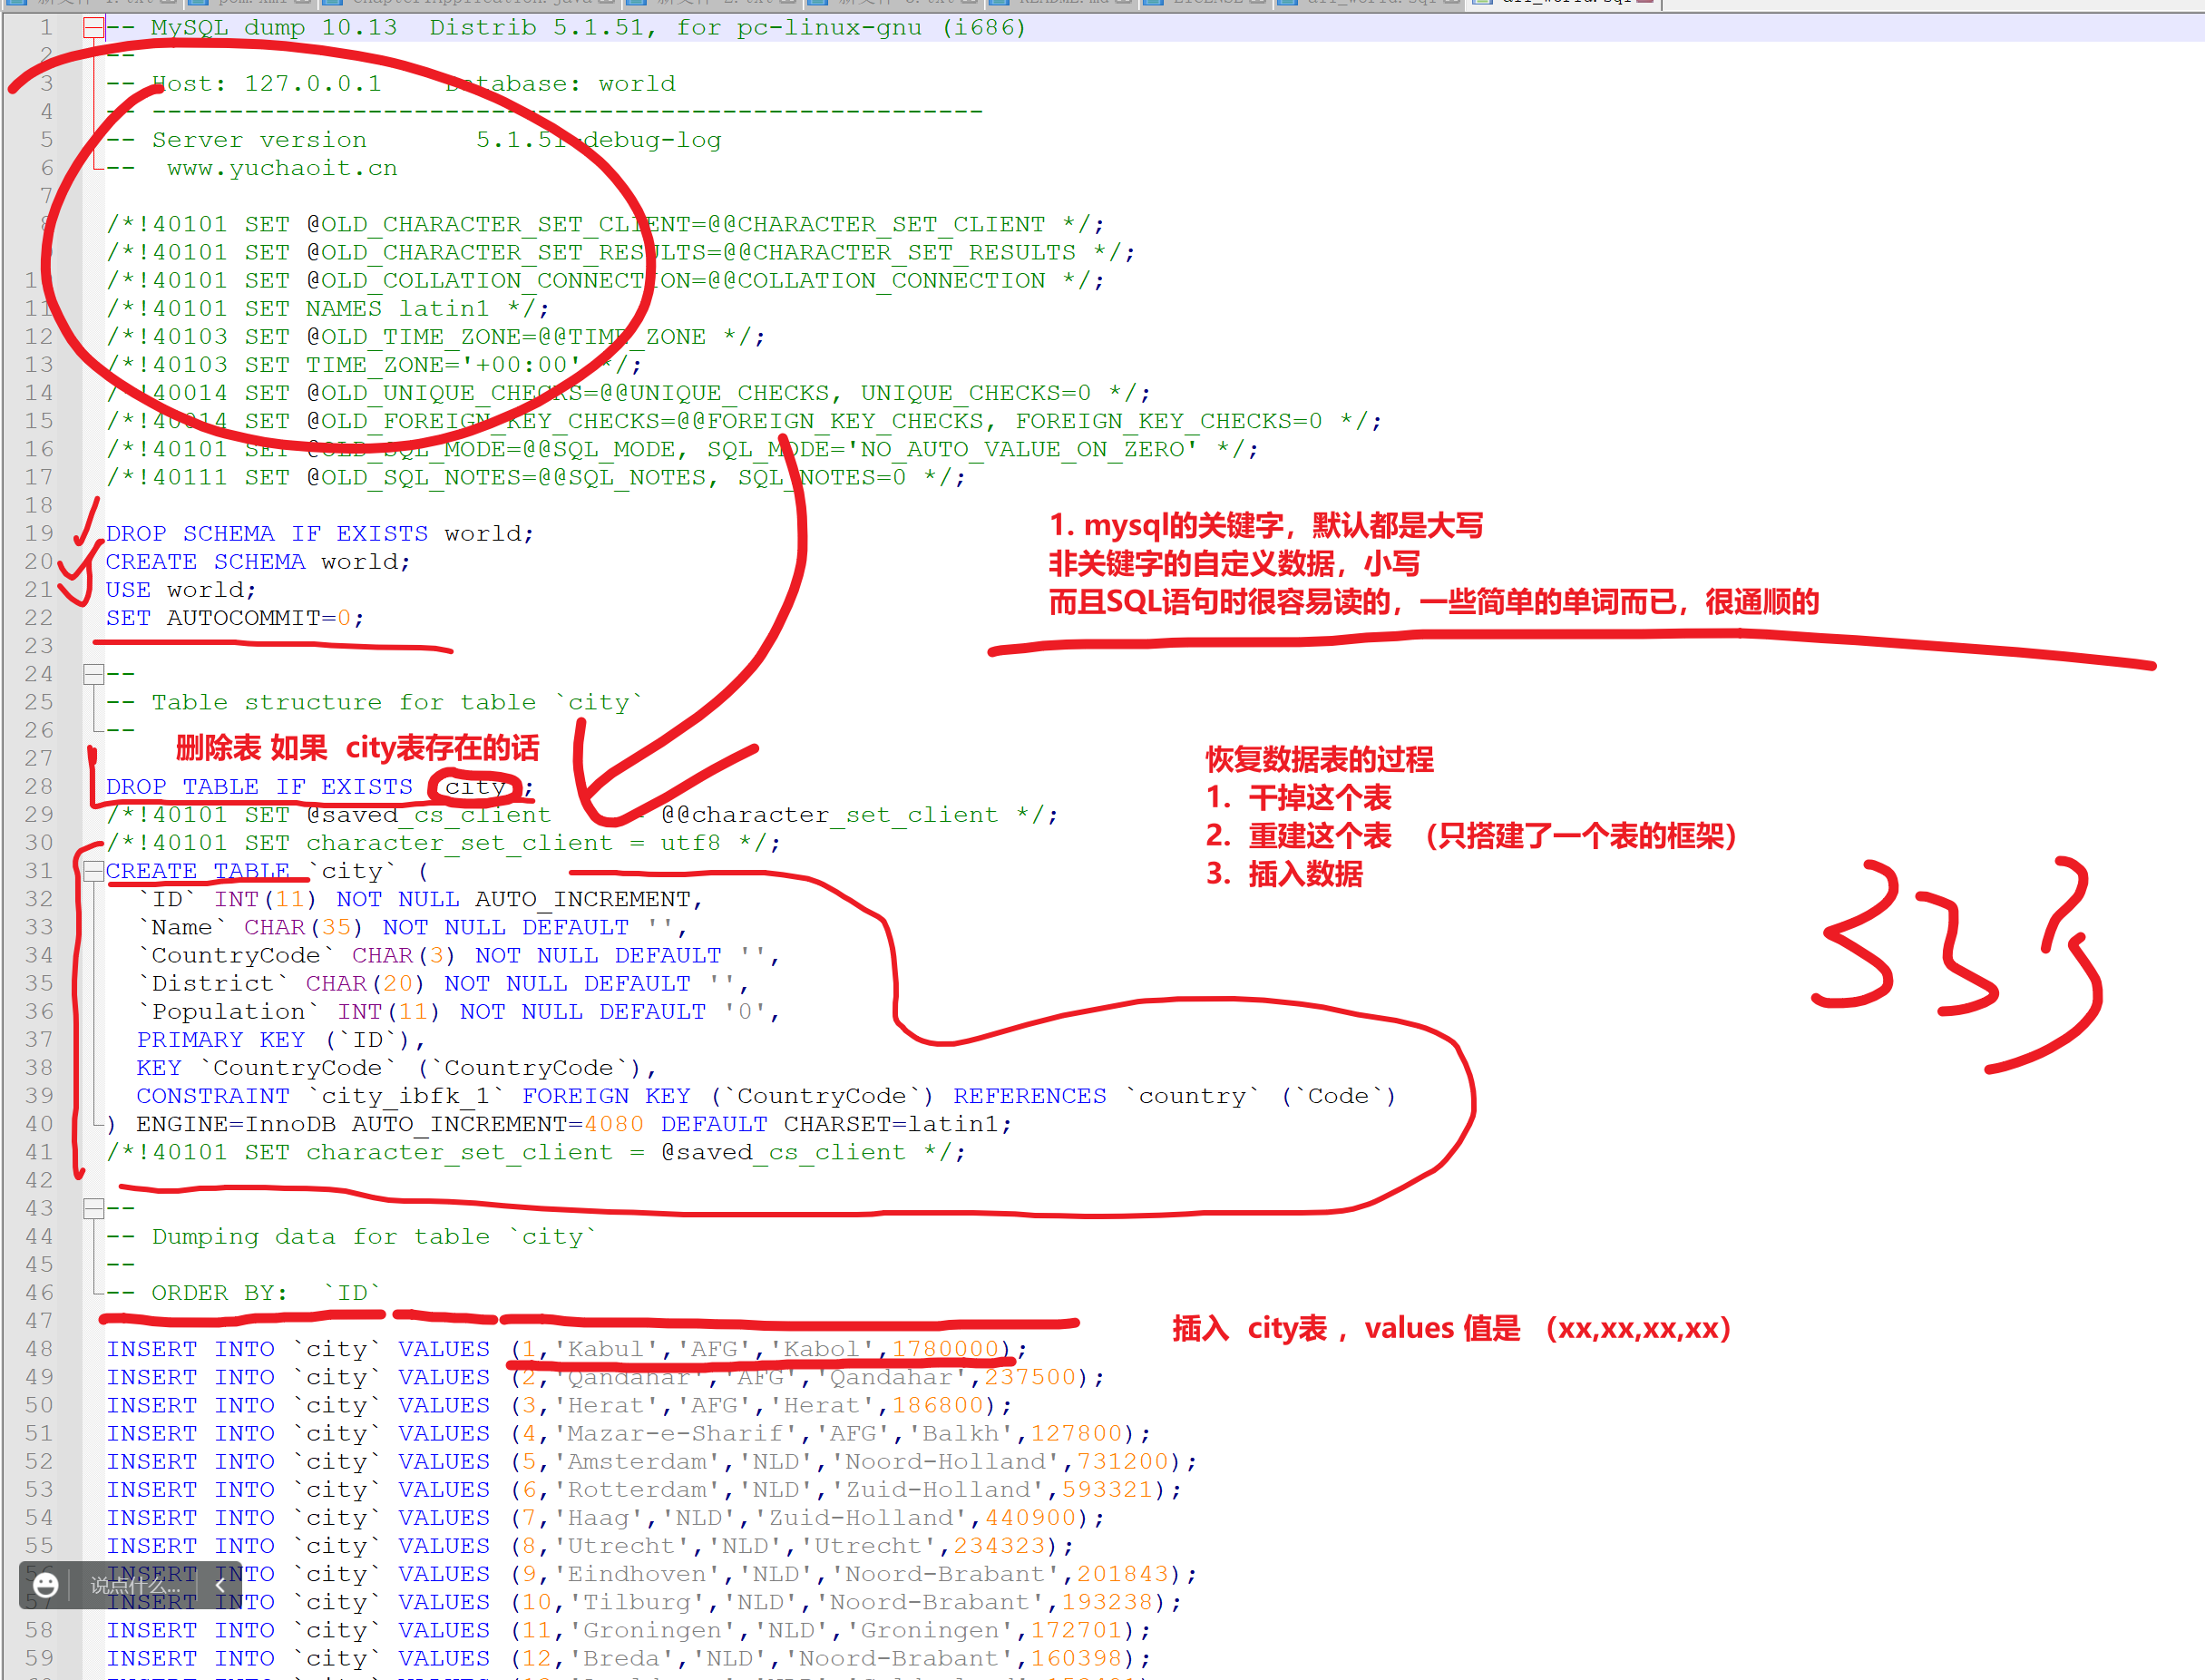 1 -- MySQL dump 10.13  Distrib 5.1.51, for pc-linux-gnu (i686)
2 --
3 -- Host: 127.0.0.1    Database: world
4 -- ------------------------------------------------------
5 -- Server version       5.1.51-debug-log
6 --  www.yuchaoit.cn
7
8 /*!40101 SET @OLD_CHARACTER_SET_CLIENT=@@CHARACTER_SET_CLIENT */;
/*!40101 SET @OLD_CHARACTER_SET_RESULTS=@@CHARACTER_SET_RESULTS */;
10 /*!40101 SET @OLD_COLLATION_CONNECTION=@@COLLATION_CONNECTION */;
11 /*!40101 SET NAMES latin1 */;
12 /*!40103 SET @OLD_TIME_ZONE=@@TIME_ZONE */;
13 /*!40103 SET TIME_ZONE='+00:00' */;
14 /*!40014 SET @OLD_UNIQUE_CHECKS=@@UNIQUE_CHECKS, UNIQUE_CHECKS=0 */;
15 /*!40014 SET @OLD_FOREIGN_KEY_CHECKS=@@FOREIGN_KEY_CHECKS, FOREIGN_KEY_CHECKS=0 */;
16 /*!40101 SET @OLD_SQL_MODE=@@SQL_MODE, SQL_MODE='NO_AUTO_VALUE_ON_ZERO' */;
17 /*!40111 SET @OLD_SQL_NOTES=@@SQL_NOTES, SQL_NOTES=0 */;
18
19 DROP SCHEMA IF EXISTS world;
20 CREATE SCHEMA world;
21 USE world;
22 SET AUTOCOMMIT=0;
23
1. mysql的关键字，默认都是大写
非关键字的自定义数据，小写
而且SQL语句时很容易读的，一些简单的单词而已，很通顺的
24 --
25 -- Table structure for table `city`
26 --
27
删除表 如果  city表存在的话
28 DROP TABLE IF EXISTS `city`;
29 /*!40101 SET @saved_cs_client     = @@character_set_client */;
30 /*!40101 SET character_set_client = utf8 */;
31 CREATE TABLE `city` (
32   `ID` INT(11) NOT NULL AUTO_INCREMENT,
33   `Name` CHAR(35) NOT NULL DEFAULT '',
34   `CountryCode` CHAR(3) NOT NULL DEFAULT '',
35   `District` CHAR(20) NOT NULL DEFAULT '',
36   `Population` INT(11) NOT NULL DEFAULT '0',
37   PRIMARY KEY (`ID`),
38   KEY `CountryCode` (`CountryCode`),
39   CONSTRAINT `city_ibfk_1` FOREIGN KEY (`CountryCode`) REFERENCES `country` (`Code`)
40 ) ENGINE=InnoDB AUTO_INCREMENT=4080 DEFAULT CHARSET=latin1;
41 /*!40101 SET character_set_client = @saved_cs_client */;
42
恢复数据表的过程
1. 干掉这个表
2. 重建这个表 （只搭建了一个表的框架）
3. 插入数据
43 --
44 -- Dumping data for table `city`
45 --
46 -- ORDER BY:  `ID`
47
插入  city表 ，values 值是 （xx,xx,xx,xx）
48 INSERT INTO `city` VALUES (1,'Kabul','AFG','Kabol',1780000);
49 INSERT INTO `city` VALUES (2,'Qandahar','AFG','Qandahar',237500);
50 INSERT INTO `city` VALUES (3,'Herat','AFG','Herat',186800);
51 INSERT INTO `city` VALUES (4,'Mazar-e-Sharif','AFG','Balkh',127800);
52 INSERT INTO `city` VALUES (5,'Amsterdam','NLD','Noord-Holland',731200);
53 INSERT INTO `city` VALUES (6,'Rotterdam','NLD','Zuid-Holland',593321);
54 INSERT INTO `city` VALUES (7,'Haag','NLD','Zuid-Holland',440900);
55 INSERT INTO `city` VALUES (8,'Utrecht','NLD','Utrecht',234323);
56 INSERT INTO `city` VALUES (9,'Eindhoven','NLD','Noord-Brabant',201843);
57 INSERT INTO `city` VALUES (10,'Tilburg','NLD','Noord-Brabant',193238);
58 INSERT INTO `city` VALUES (11,'Groningen','NLD','Groningen',172701);
59 INSERT INTO `city` VALUES (12,'Breda','NLD','Noord-Brabant',160398);
说点什么...